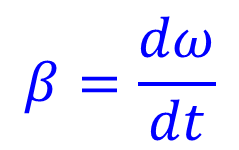 β = dω/dt